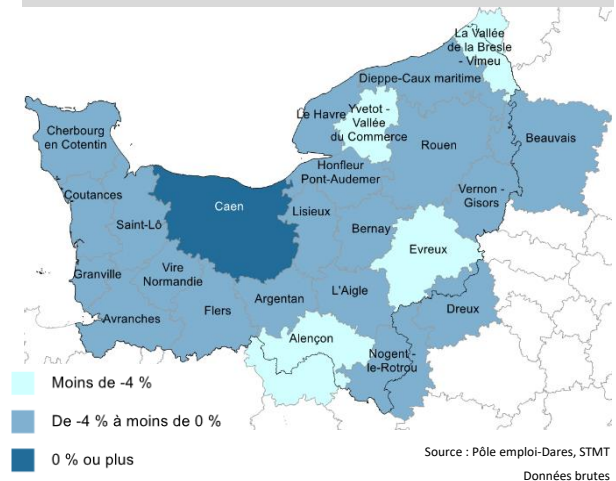 La Vallée
de la Bresle
- Vimeu
Dieppe-Caux maritime
Le Havre
Yvetot -
Vallée
du Commerce
Rouen
Beauvais
Cherbourg
en Cotentin
Honfleur
Pont-Audemer
Vernon -
Gisors
Coutances
Caen
Lisieux
Saint-Lô
Bernay
Evreux
Granville
Vire
Normandie
Argentan
L'Aigle
Dreux
Avranches
Flers
Alençon
Nogent -
le-Rotrou
Moins de -4 %
De -4 % à moins de 0 %
0 % ou plus
Source : Pôle emploi-Dares, STMT
Données brutes